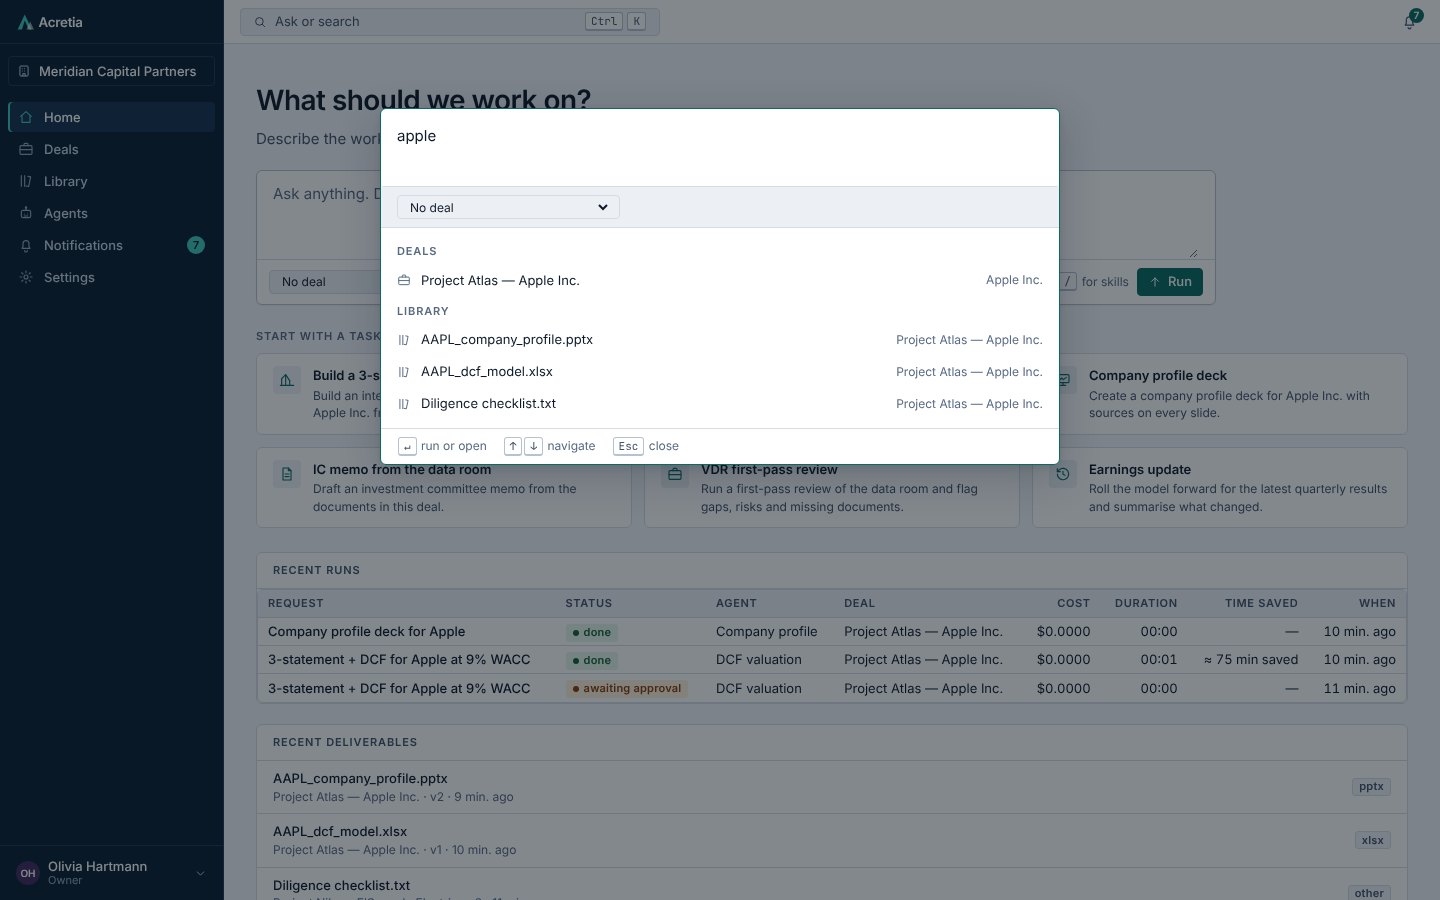 Acretia
Ask or search
Ctrl K
7
Meridian Capital Partners
Home
Deals
Library
Agents
Notifications 7
Settings
What should we work on?
Describe the work
Ask anything. D
No deal
/ for skills
Run
apple
No deal
DEALS
Project Atlas — Apple Inc. Apple Inc.
LIBRARY
AAPL_company_profile.pptx Project Atlas — Apple Inc.
AAPL_dcf_model.xlsx Project Atlas — Apple Inc.
Diligence checklist.txt Project Atlas — Apple Inc.
↵ run or open ↑ ↓ navigate Esc close
START WITH A TASK
Build a 3-s
Build an inte
Apple Inc. fr
Company profile deck
Create a company profile deck for Apple Inc. with
sources on every slide.
IC memo from the data room
Draft an investment committee memo from the
documents in this deal.
VDR first-pass review
Run a first-pass review of the data room and flag
gaps, risks and missing documents.
Earnings update
Roll the model forward for the latest quarterly results
and summarise what changed.
RECENT RUNS
REQUEST STATUS AGENT DEAL COST DURATION TIME SAVED WHEN
Company profile deck for Apple done Company profile Project Atlas — Apple Inc. $0.0000 00:00 — 10 min. ago
3-statement + DCF for Apple at 9% WACC done DCF valuation Project Atlas — Apple Inc. $0.0000 00:01 ≈ 75 min saved 10 min. ago
3-statement + DCF for Apple at 9% WACC awaiting approval DCF valuation Project Atlas — Apple Inc. $0.0000 00:00 — 11 min. ago
RECENT DELIVERABLES
AAPL_company_profile.pptx
Project Atlas — Apple Inc. · v2 · 9 min. ago
pptx
AAPL_dcf_model.xlsx
Project Atlas — Apple Inc. · v1 · 10 min. ago
xlsx
Diligence checklist.txt
other
OH
Olivia Hartmann
Owner